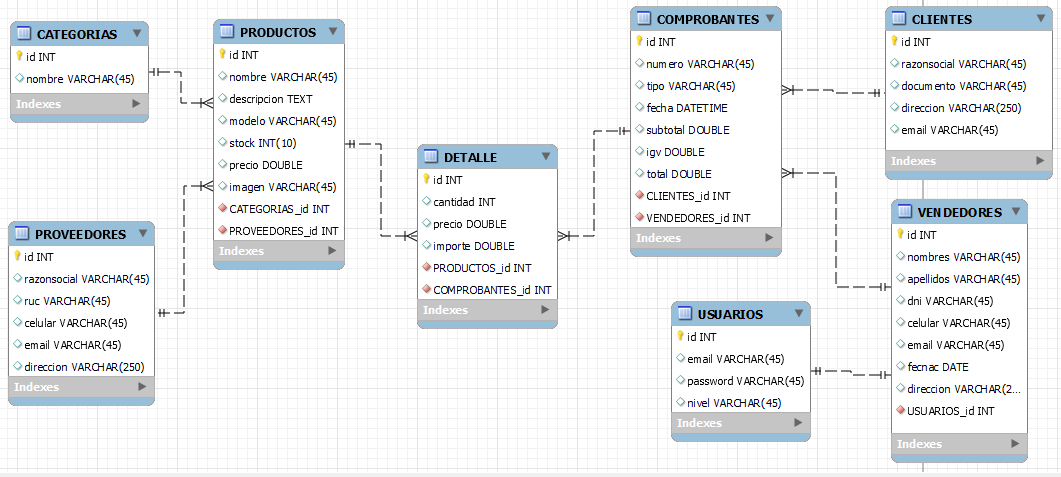 CATEGORIAS
id INT
nombre VARCHAR(45)
Indexes
PRODUCTOS
id INT
nombre VARCHAR(45)
descripcion TEXT
modelo VARCHAR(45)
stock INT(10)
precio DOUBLE
imagen VARCHAR(45)
CATEGORIAS_id INT
PROVEEDORES_id INT
Indexes
PROVEEDORES
id INT
razonsocial VARCHAR(45)
ruc VARCHAR(45)
celular VARCHAR(45)
email VARCHAR(45)
direccion VARCHAR(250)
Indexes
DETALLE
id INT
cantidad INT
precio DOUBLE
importe DOUBLE
PRODUCTOS_id INT
COMPROBANTES_id INT
Indexes
COMPROBANTES
id INT
numero VARCHAR(45)
tipo VARCHAR(45)
fecha DATETIME
subtotal DOUBLE
igv DOUBLE
total DOUBLE
CLIENTES_id INT
VENDEDORES_id INT
Indexes
CLIENTES
id INT
razonsocial VARCHAR(45)
documento VARCHAR(45)
direccion VARCHAR(250)
email VARCHAR(45)
Indexes
USUARIOS
id INT
email VARCHAR(45)
password VARCHAR(45)
nivel VARCHAR(45)
Indexes
VENDEDORES
id INT
nombres VARCHAR(45)
apellidos VARCHAR(45)
dni VARCHAR(45)
celular VARCHAR(45)
email VARCHAR(45)
fecnac DATE
direccion VARCHAR(2...
USUARIOS_id INT
Indexes